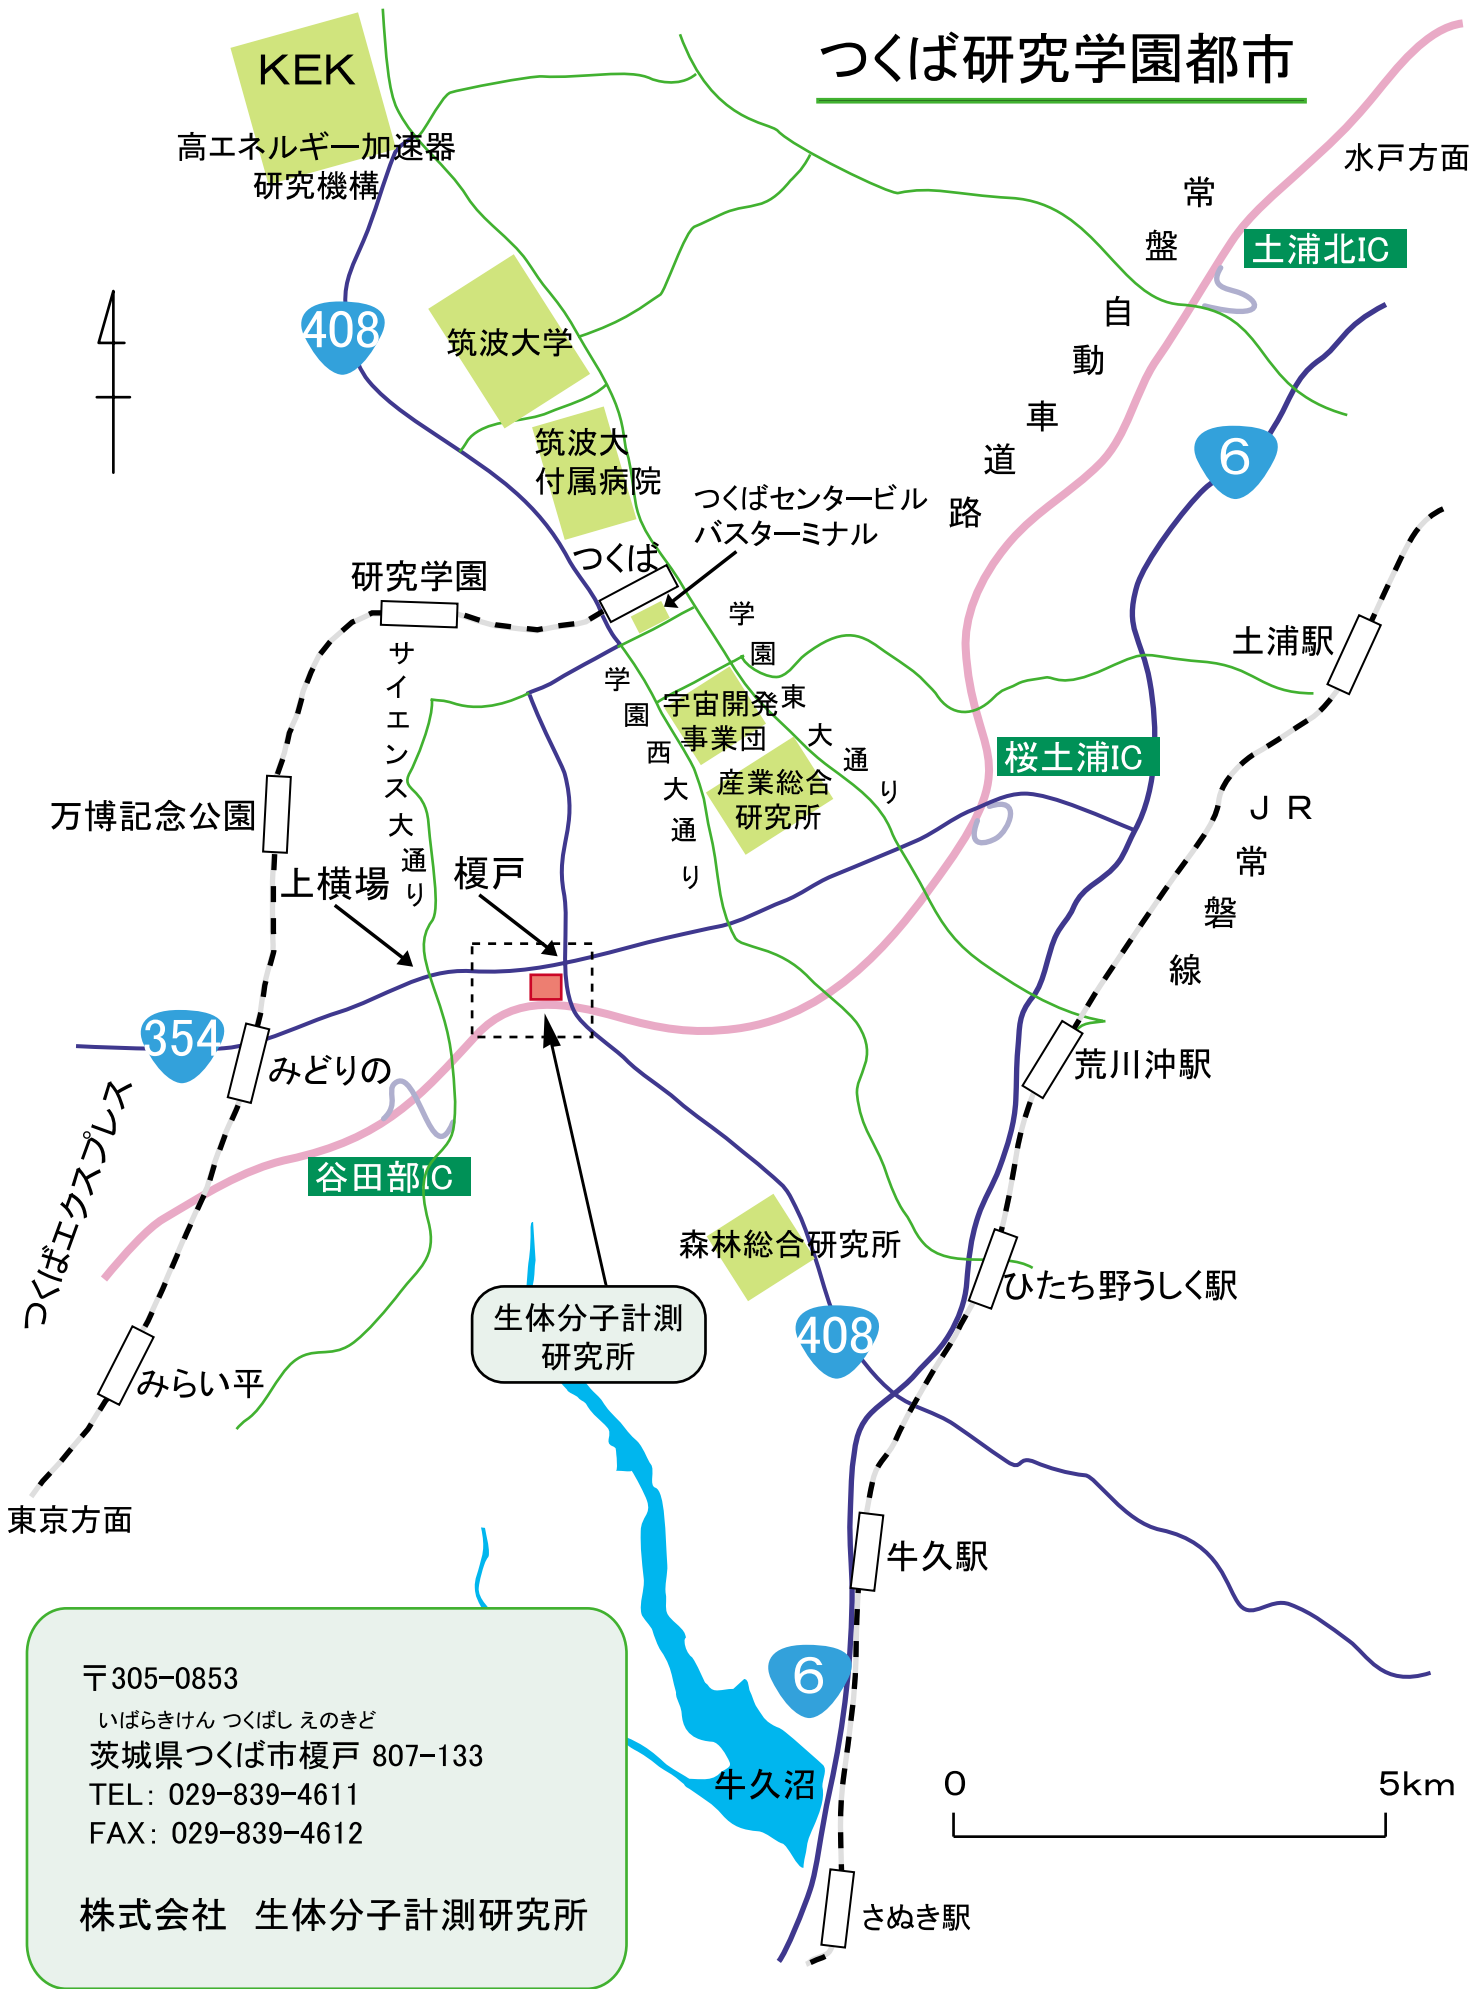 つくば研究学園都市
KEK
高エネルギー加速器
研究機構
水戸方面
常盤自動車道路
土浦北IC
408
筑波大学
筑波大
付属病院
6
つくばセンタービル
バスターミナル
つくば
研究学園
学園東大通り
土浦駅
サイエンス大通り
学園西大通り
宇宙開発
事業団
桜土浦IC
産業総合
研究所
JR常磐線
万博記念公園
上横場
榎戸
354
みどりの
荒川沖駅
つくばエクスプレス
谷田部IC
森林総合研究所
ひたち野うしく駅
生体分子計測
研究所
408
みらい平
東京方面
牛久駅
6
牛久沼
0
5km
さぬき駅
〒305-0853
いばらきけん つくばし えのきど
茨城県つくば市榎戸 807-133
TEL: 029-839-4611
FAX: 029-839-4612
株式会社 生体分子計測研究所